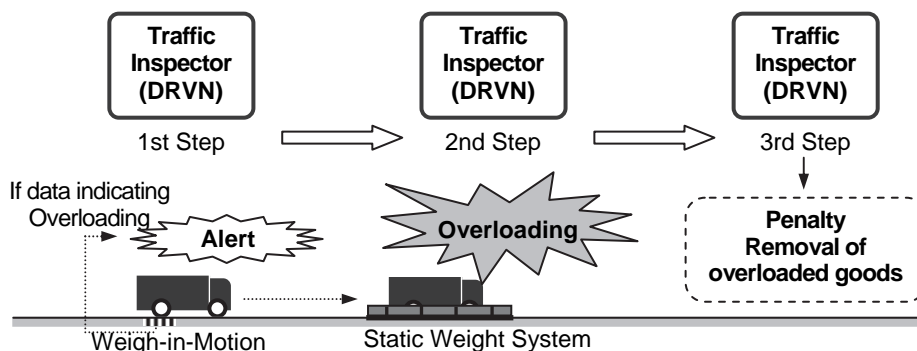 Traffic
Inspector
(DRVN)
Traffic
Inspector
(DRVN)
Traffic
Inspector
(DRVN)
1st Step
2nd Step
3rd Step
If data indicating
Overloading
Alert
Overloading
Penalty
Removal of
overloaded goods
Weigh-in-Motion
Static Weight System